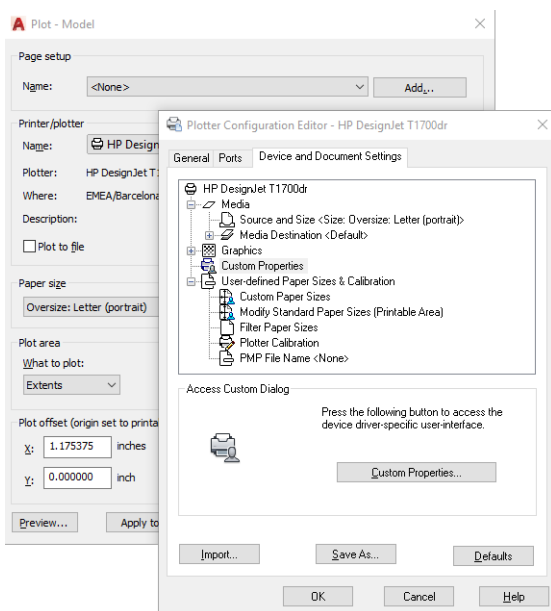 Plot - Model
Page setup
Name:
<None>
Add...
Printer/plotter
Name:
HP Design
Plotter:
HP DesignJet T
Where:
EMEA/Barcelona
Description:
Plot to file
Paper size
Oversize: Letter (portrait)
Plot area
What to plot:
Extents
Plot offset (origin set to printa
X:
1.175375
inches
Y:
0.000000
inch
Preview...
Apply to
Plotter Configuration Editor - HP DesignJet T1700dr
General
Ports
Device and Document Settings
HP DesignJet T1700dr
Media
Source and Size <Size: Oversize: Letter (portrait)>
Media Destination <Default>
Graphics
Custom Properties
User-defined Paper Sizes & Calibration
Custom Paper Sizes
Modify Standard Paper Sizes (Printable Area)
Filter Paper Sizes
Plotter Calibration
PMP File Name <None>
Access Custom Dialog
Press the following button to access the
device driver-specific user-interface.
Custom Properties...
Import...
Save As...
Defaults
OK
Cancel
Help